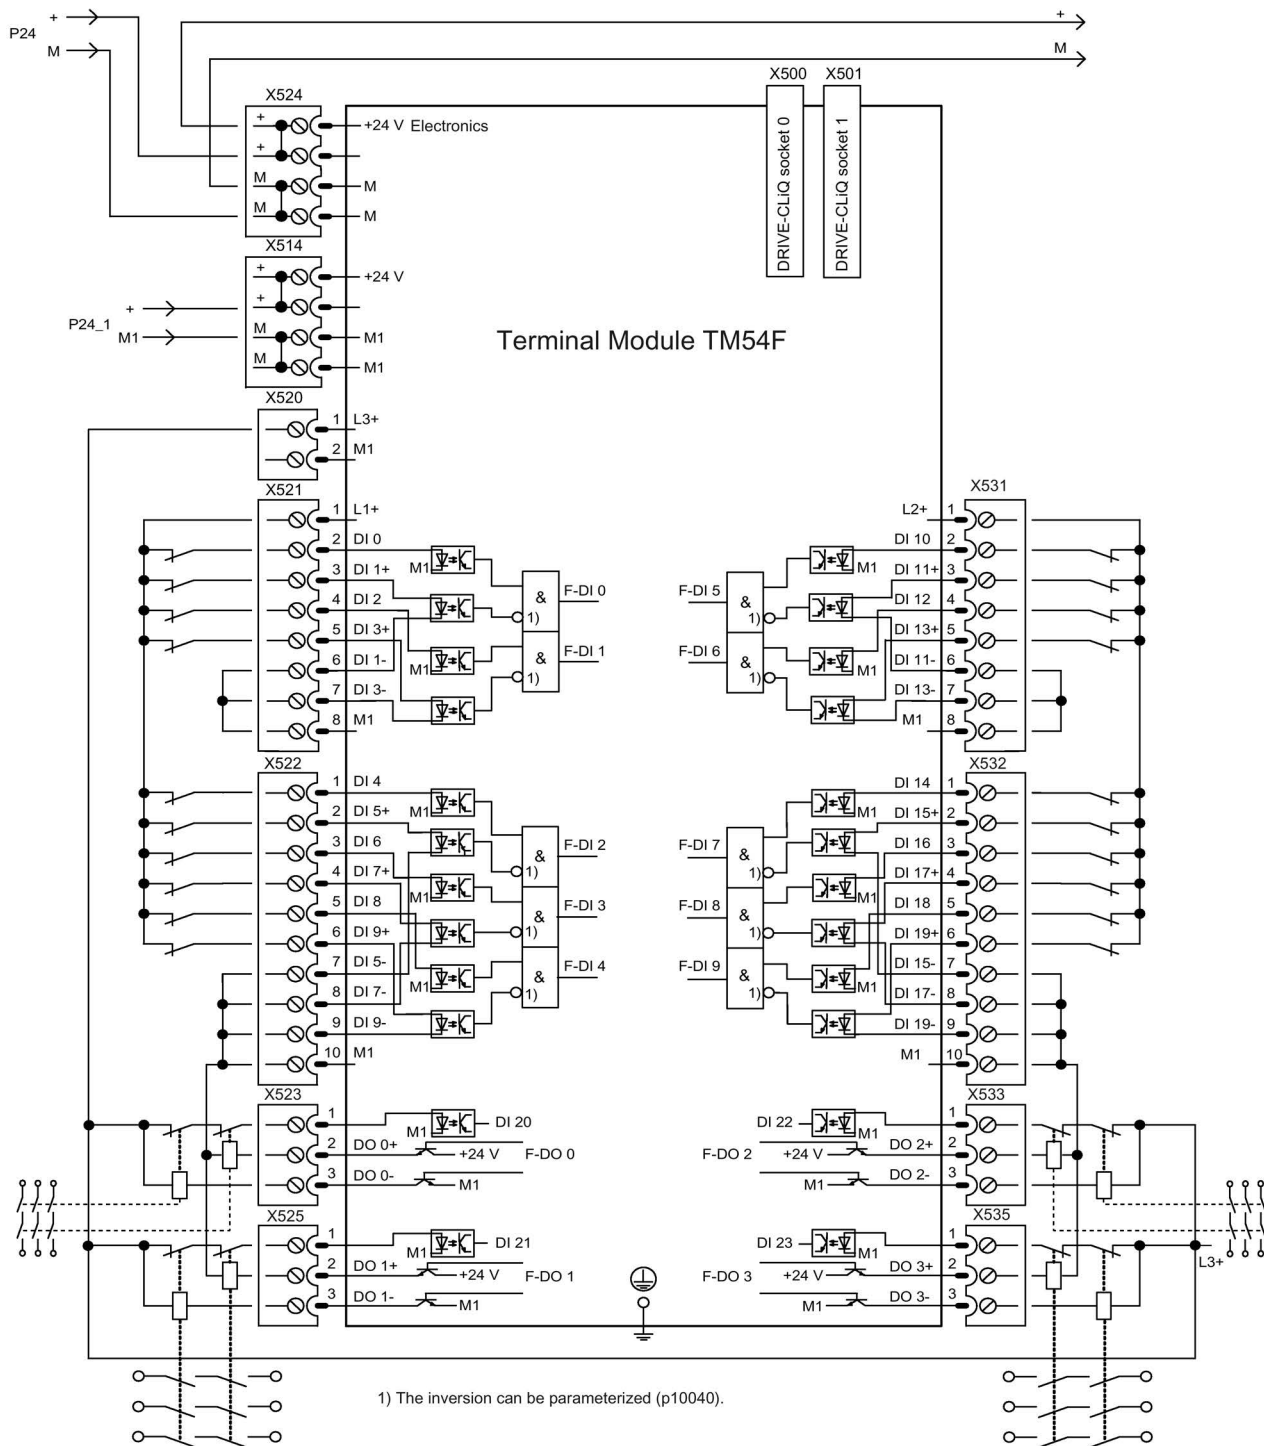 +
P24
M
+
M
X500 X501
DRIVE-CLiQ socket 0
DRIVE-CLiQ socket 1
Terminal Module TM54F
X524
+ +24 V Electronics
+
M M
M M
X514
+ +24 V
+
M M1
M M1
+
P24_1
M1
X520
1 L3+
2 M1
X521
1 L1+
2 DI 0
3 DI 1+
4 DI 2
5 DI 3+
6 DI 1-
7 DI 3-
8 M1
M1
M1
&
1)
F-DI 0
&
1)
F-DI 1
X531
L2+ 1
DI 10 2
DI 11+ 3
DI 12 4
DI 13+ 5
DI 11- 6
DI 13- 7
M1 8
M1
M1
F-DI 5
&
1)
F-DI 6
&
1)
X522
1 DI 4
2 DI 5+
3 DI 6
4 DI 7+
5 DI 8
6 DI 9+
7 DI 5-
8 DI 7-
9 DI 9-
10 M1
M1
M1
M1
&
1)
F-DI 2
&
1)
F-DI 3
&
1)
F-DI 4
X532
DI 14 1
DI 15+ 2
DI 16 3
DI 17+ 4
DI 18 5
DI 19+ 6
DI 15- 7
DI 17- 8
DI 19- 9
M1 10
M1
M1
M1
F-DI 7
&
1)
F-DI 8
&
1)
F-DI 9
&
1)
X523
1 M1 DI 20
2 DO 0+ +24 V F-DO 0
3 DO 0- M1
X533
DI 22 M1 1
F-DO 2 +24 V DO 2+ 2
M1 DO 2- 3
X525
1 M1 DI 21
2 DO 1+ +24 V F-DO 1
3 DO 1- M1
X535
DI 23 M1 1
F-DO 3 +24 V DO 3+ 2
M1 DO 3- 3
L3+
1) The inversion can be parameterized (p10040).